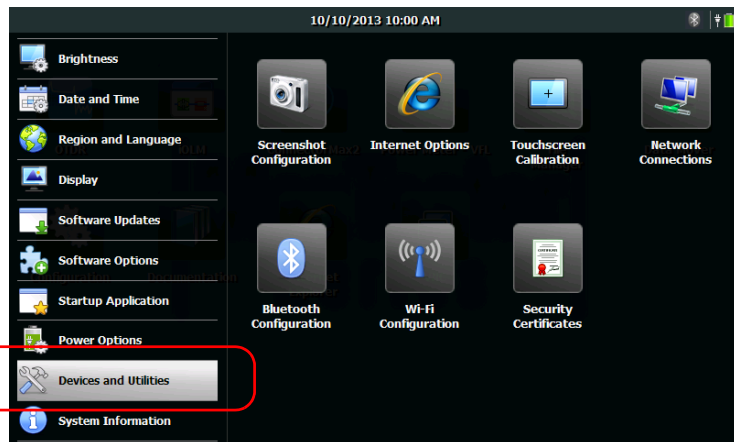 10/10/2013 10:00 AM
Brightness
Date and Time
Region and Language
Display
Software Updates
Software Options
Startup Application
Power Options
Devices and Utilities
System Information
Screenshot
Configuration
Internet Options
Touchscreen
Calibration
Network
Connections
Bluetooth
Configuration
Wi-Fi
Configuration
Security
Certificates